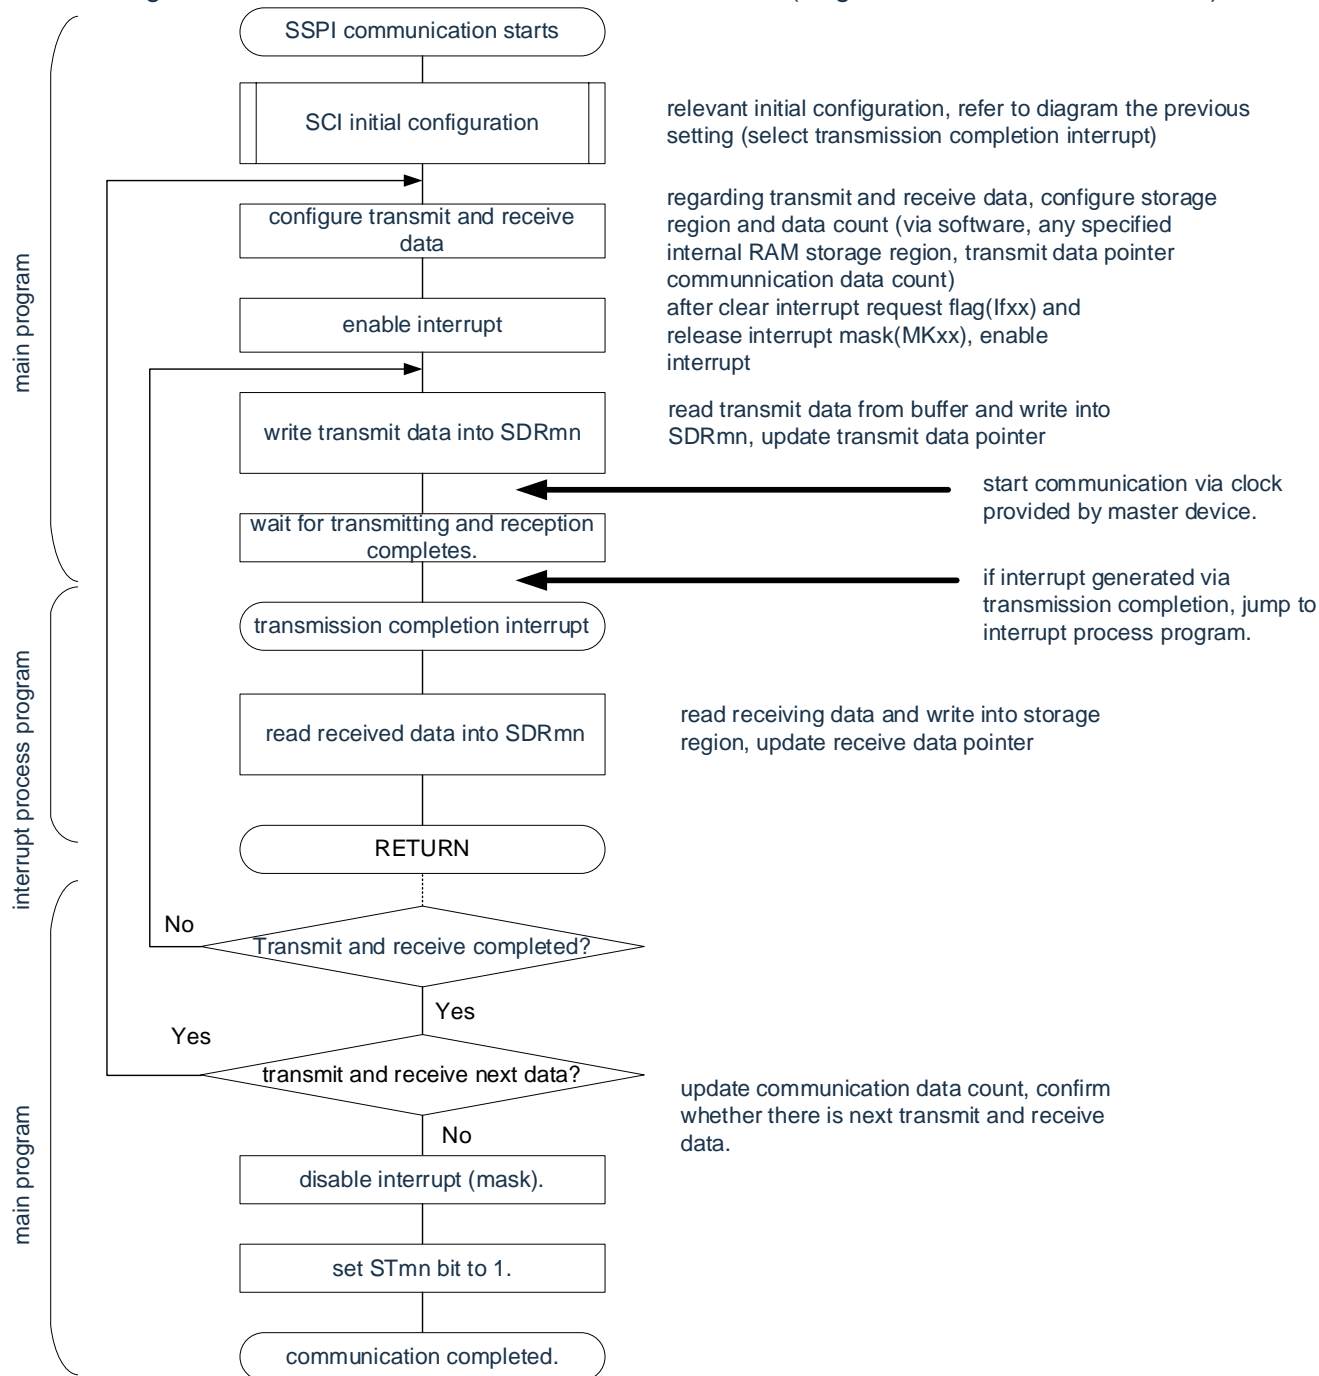 SSPI communication starts
SCI initial configuration
relevant initial configuration, refer to diagram the previous
setting (select transmission completion interrupt)
configure transmit and receive
data
regarding transmit and receive data, configure storage
region and data count (via software, any specified
internal RAM storage region, transmit data pointer
communnication data count)
main program
enable interrupt
after clear interrupt request flag(Ifxx) and
release interrupt mask(MKxx), enable
interrupt
write transmit data into SDRmn
read transmit data from buffer and write into
SDRmn, update transmit data pointer
start communication via clock
provided by master device.
wait for transmitting and reception
completes.
if interrupt generated via
transmission completion, jump to
interrupt process program.
transmission completion interrupt
interrupt process program
read received data into SDRmn
read receiving data and write into storage
region, update receive data pointer
RETURN
No
Transmit and receive completed?
Yes
Yes
transmit and receive next data?
update communication data count, confirm
whether there is next transmit and receive
data.
No
main program
disable interrupt (mask).
set STmn bit to 1.
communication completed.